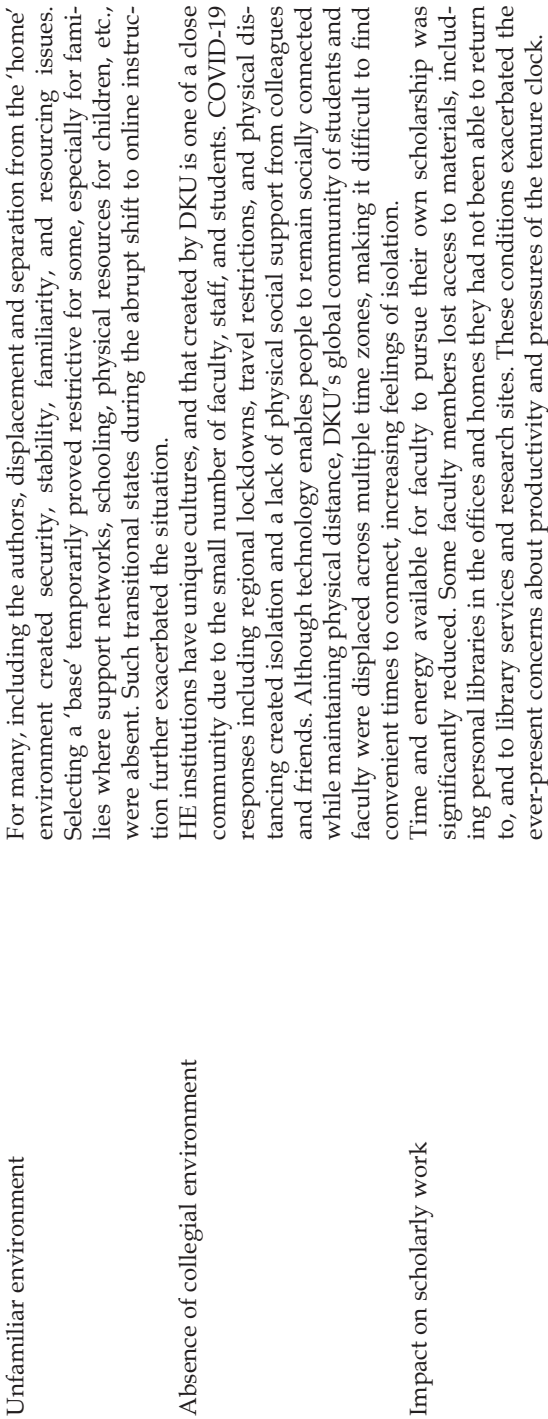 Unfamiliar environment
For many, including the authors, displacement and separation from the ‘home’
environment created security, stability, familiarity, and resourcing issues.
Selecting a ‘base’ temporarily proved restrictive for some, especially for fami-
lies where support networks, schooling, physical resources for children, etc.,
were absent. Such transitional states during the abrupt shift to online instruc-
tion further exacerbated the situation.
Absence of collegial environment
HE institutions have unique cultures, and that created by DKU is one of a close
community due to the small number of faculty, staff, and students. COVID-19
responses including regional lockdowns, travel restrictions, and physical dis-
tancing created isolation and a lack of physical social support from colleagues
and friends. Although technology enables people to remain socially connected
while maintaining physical distance, DKU’s global community of students and
faculty were displaced across multiple time zones, making it difficult to find
convenient times to connect, increasing feelings of isolation.
Impact on scholarly work
Time and energy available for faculty to pursue their own scholarship was
significantly reduced. Some faculty members lost access to materials, includ-
ing personal libraries in the offices and homes they had not been able to return
to, and to library services and research sites. These conditions exacerbated the
ever-present concerns about productivity and pressures of the tenure clock.